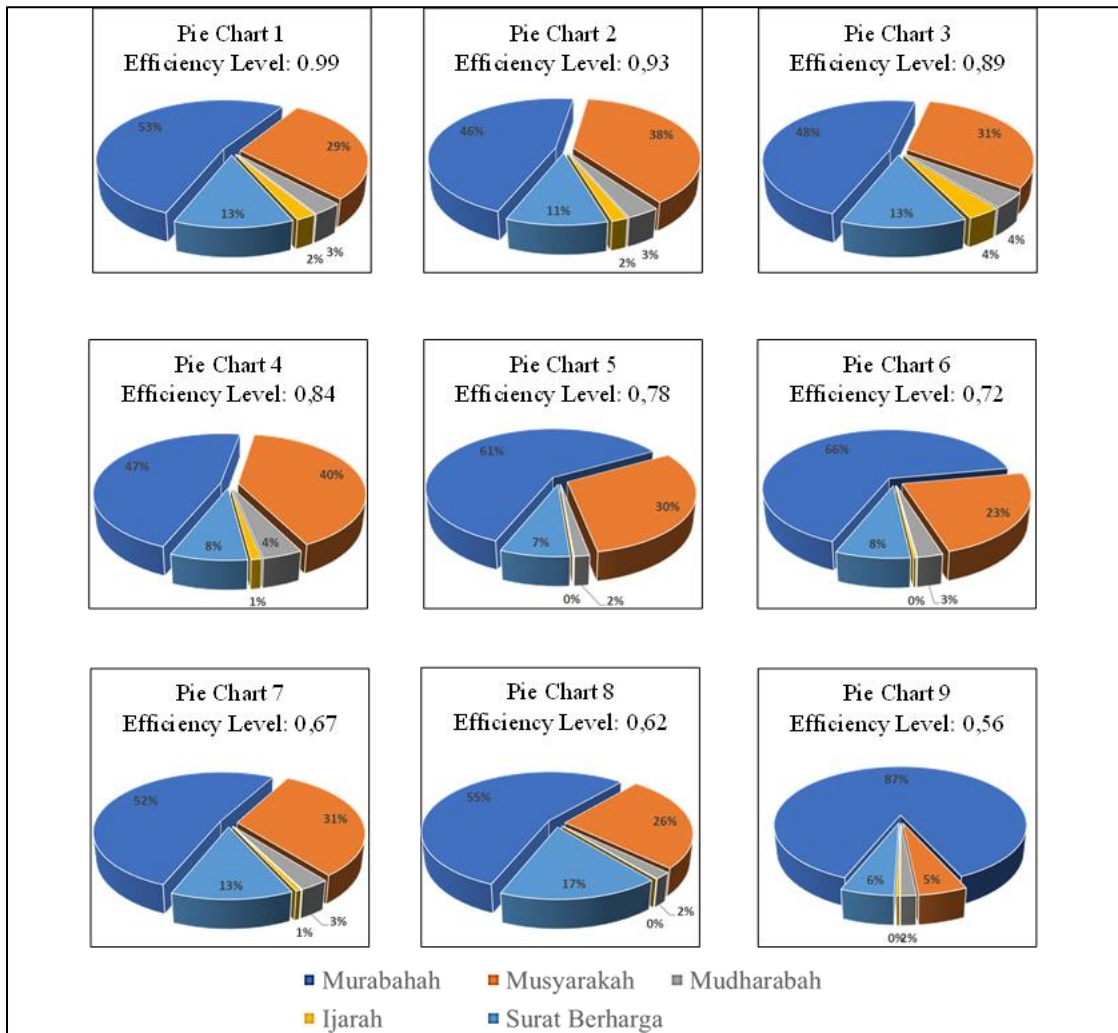 Pie Chart 1
Efficiency Level: 0.99
53%
29%
13%
2%
3%
Pie Chart 2
Efficiency Level: 0,93
46%
38%
11%
2%
3%
Pie Chart 3
Efficiency Level: 0,89
48%
31%
13%
4%
4%
Pie Chart 4
Efficiency Level: 0,84
47%
40%
8%
4%
1%
Pie Chart 5
Efficiency Level: 0,78
61%
30%
7%
0%
2%
Pie Chart 6
Efficiency Level: 0,72
66%
23%
8%
0%
3%
Pie Chart 7
Efficiency Level: 0,67
52%
31%
13%
1%
3%
Pie Chart 8
Efficiency Level: 0,62
55%
26%
17%
0%
2%
Pie Chart 9
Efficiency Level: 0,56
87%
6%
5%
0%
2%
Murabahah Musyarakah Mudharabah
Ijarah Surat Berharga